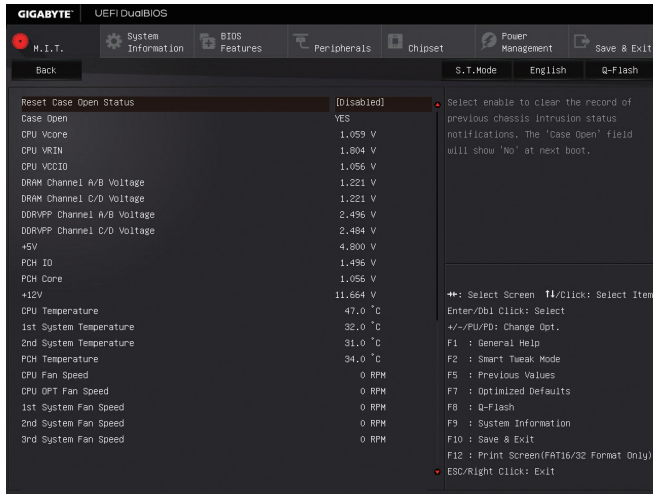 GIGABYTE™ UEFI DualBIOS
M.I.T. System Information BIOS Features Peripherals Chipset Power Management Save & Exit
Back S.T.Mode English Q-Flash
Reset Case Open Status [Disabled]
Case Open YES
CPU Vcore 1.059 V
CPU VRIN 1.804 V
CPU VCCIO 1.056 V
DRAM Channel A/B Voltage 1.221 V
DRAM Channel C/D Voltage 1.221 V
DDRVPP Channel A/B Voltage 2.496 V
DDRVPP Channel C/D Voltage 2.484 V
+5V 4.800 V
PCH IO 1.496 V
PCH Core 1.056 V
+12V 11.664 V
CPU Temperature 47.0 °C
1st System Temperature 32.0 °C
2nd System Temperature 31.0 °C
PCH Temperature 34.0 °C
CPU Fan Speed 0 RPM
CPU OPT Fan Speed 0 RPM
1st System Fan Speed 0 RPM
2nd System Fan Speed 0 RPM
3rd System Fan Speed 0 RPM
Select enable to clear the record of
previous chassis intrusion status
notifications. The 'Case Open' field
will show 'No' at next boot.
→←: Select Screen ↑↓/Click: Select Item
Enter/Dbl Click: Select
+/-/PU/PD: Change Opt.
F1 : General Help
F2 : Smart Tweak Mode
F5 : Previous Values
F7 : Optimized Defaults
F8 : Q-Flash
F9 : System Information
F10 : Save & Exit
F12 : Print Screen(FAT16/32 Format Only)
ESC/Right Click: Exit